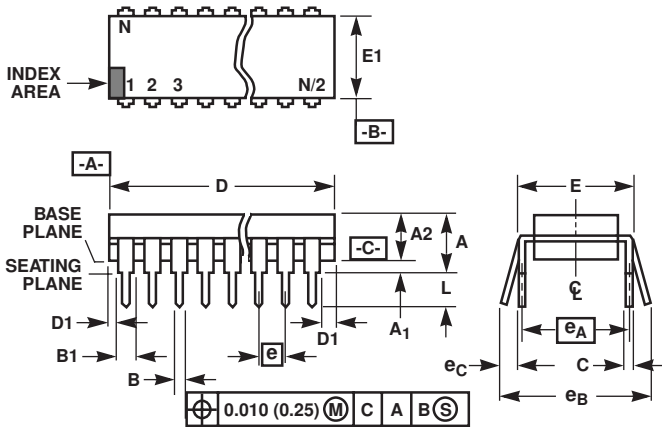 N
INDEX
AREA
1 2 3 N/2
E1
-B-
-A-
D
E
BASE
PLANE
A2
A
-C-
SEATING
PLANE
L
C̵L
D1
B1
B
e
D1
A1
eA
eC
C
eB
0.010 (0.25) M C A B S